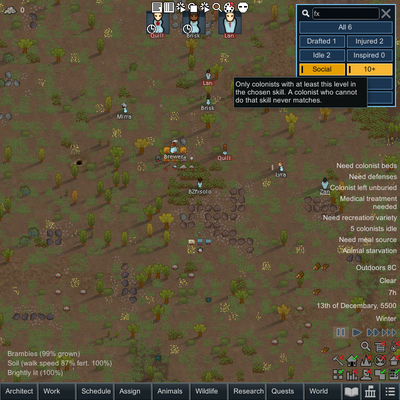 0
fx
All 6
Drafted 1
Injured 2
Idle 2
Inspired 0
Social
10+
Only colonists with at least this level in
the chosen skill. A colonist who cannot
do that skill never matches.
Quill
Brisk
Lan
Lan
Brisk
Mirra
Brewer
Quill
Lyra
Zan
Need colonist beds
Need defenses
Colonist left unburied
Medical treatment
needed
Need recreation variety
5 colonists idle
Need meal source
Animal starvation
Outdoors 8C
Clear
7h
13th of Decembary, 5500
Winter
Brambles (99% grown)
Soil (walk speed 87% fert. 100%)
Brightly lit (100%)
Architect
Work
Schedule
Assign
Animals
Wildlife
Research
Quests
World